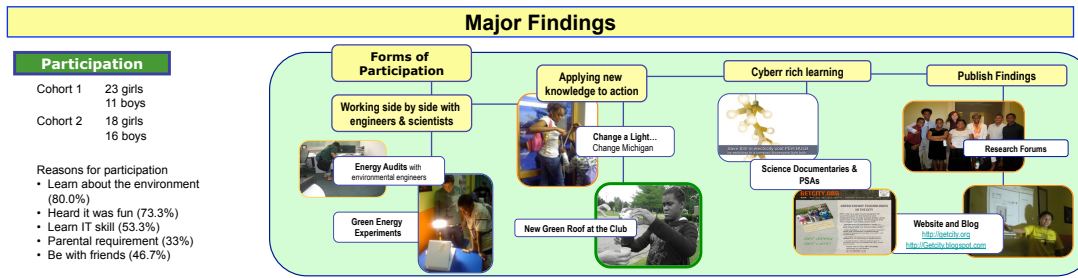 Major Findings
Participation
Cohort 1 23 girls
11 boys
Cohort 2 18 girls
16 boys
Reasons for participation
• Learn about the environment
(80.0%)
• Heard it was fun (73.3%)
• Learn IT skill (53.3%)
• Parental requirement (33%)
• Be with friends (46.7%)
Forms of
Participation
Working side by side with
engineers & scientists
Energy Audits with
environmental engineers
Green Energy
Experiments
Applying new
knowledge to action
Change a Light…
Change Michigan
New Green Roof at the Club
Cyberr rich learning
Science Documentaries &
PSAs
GETCITY.ORG
Publish Findings
Research Forums
Website and Blog
http://getcity.org
http://Getcity.blogspot.com